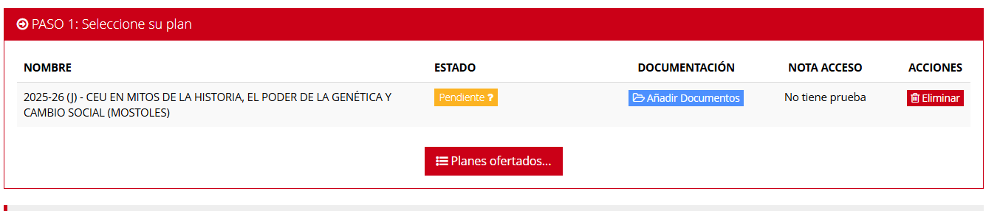 PASO 1: Seleccione su plan
NOMBRE ESTADO DOCUMENTACIÓN NOTA ACCESO ACCIONES
2025-26 (J) - CEU EN MITOS DE LA HISTORIA, EL PODER DE LA GENÉTICA Y Pendiente ? Añadir Documentos No tiene prueba Eliminar
CAMBIO SOCIAL (MOSTOLES)
Planes ofertados...